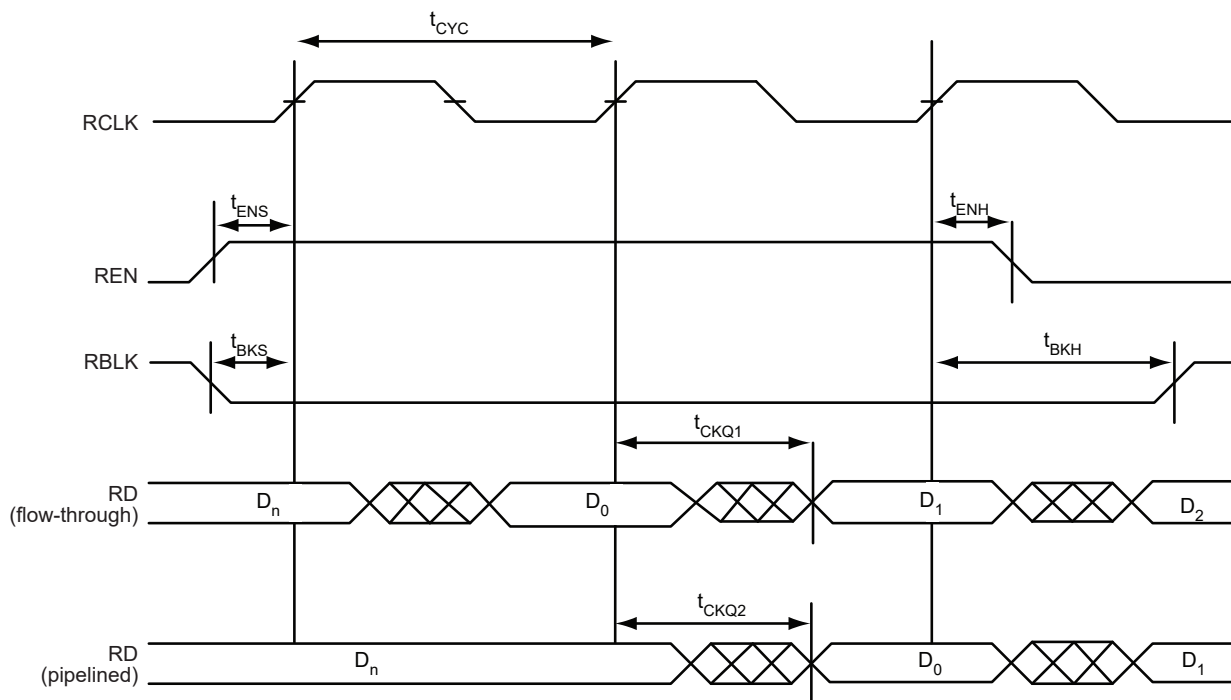 tCYC
RCLK
tENS
tENH
REN
tBKS
tBKH
RBLK
tCKQ1
RD
(flow-through)
Dn
D0
D1
D2
tCKQ2
RD
(pipelined)
Dn
D0
D1